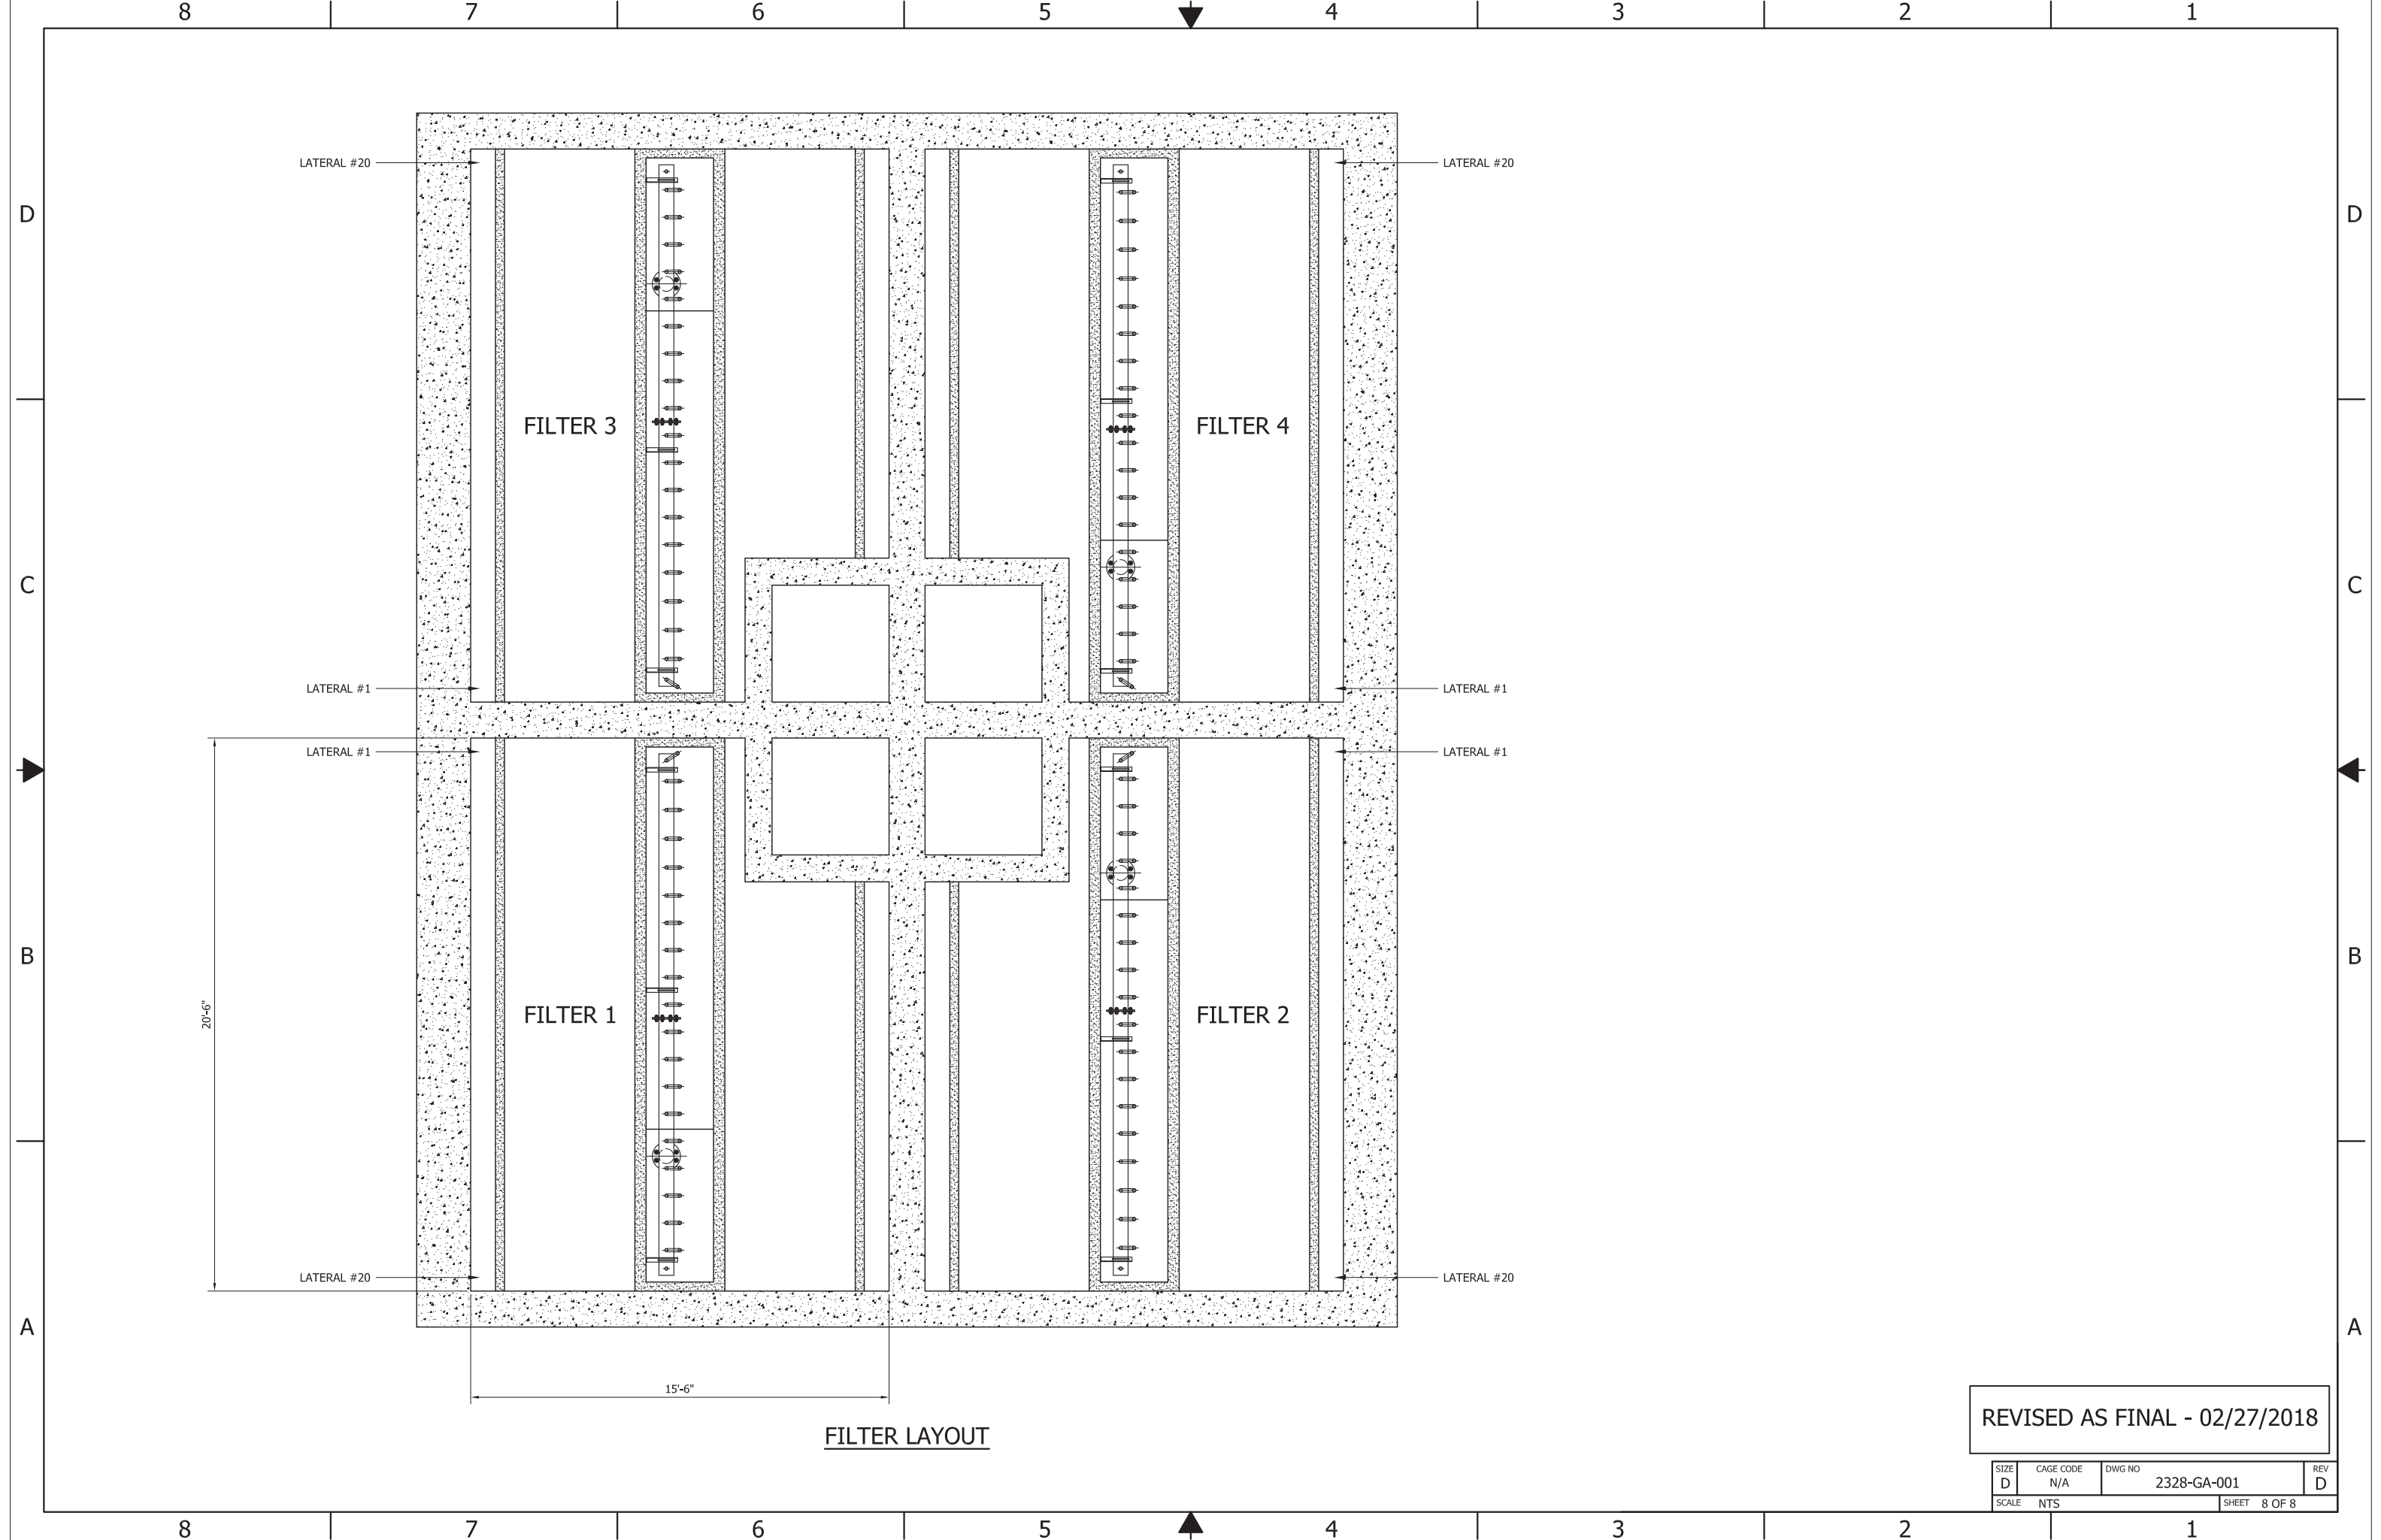 8 7 6 5 4 3 2 1
LATERAL #20
LATERAL #20
D
D
FILTER 3
FILTER 4
C
C
LATERAL #1
LATERAL #1
LATERAL #1
LATERAL #1
B
B
20'-6"
FILTER 1
FILTER 2
LATERAL #20
LATERAL #20
A
A
15'-6"
FILTER LAYOUT
REVISED AS FINAL - 02/27/2018
SIZE CAGE CODE DWG NO REV
D N/A 2328-GA-001 D
SCALE NTS SHEET 8 OF 8
8 7 6 5 4 3 2 1